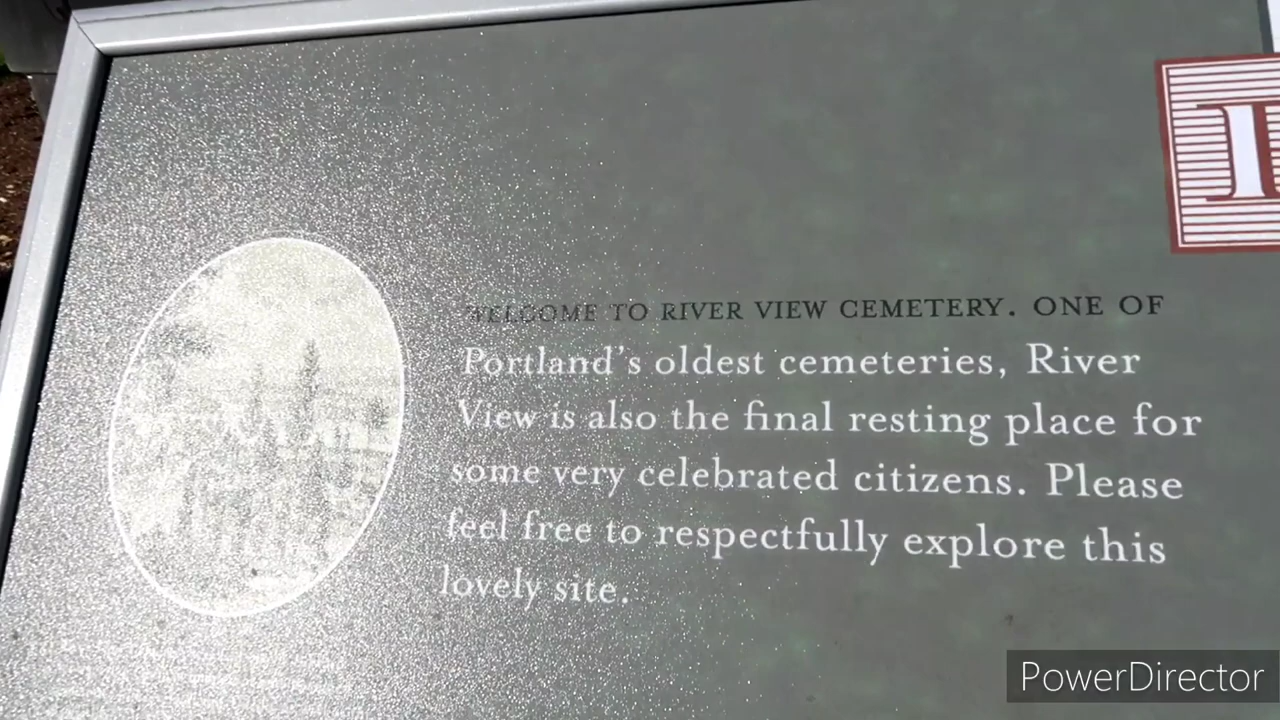 WELCOME TO RIVER VIEW CEMETERY. ONE OF
Portland's oldest cemeteries, River
View is also the final resting place for
some very celebrated citizens. Please
feel free to respectfully explore this
lovely site.
PowerDirector